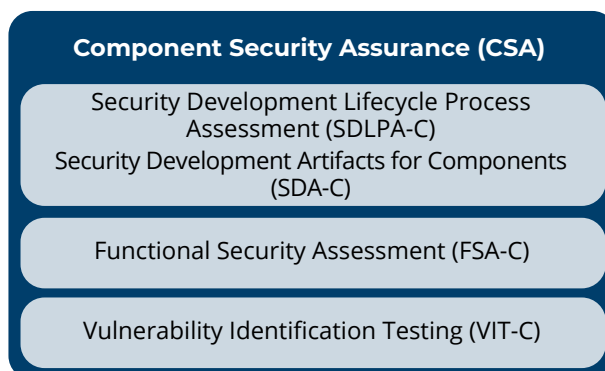 Component Security Assurance (CSA)
Security Development Lifecycle Process
Assessment (SDLPA-C)
Security Development Artifacts for Components
(SDA-C)
Functional Security Assessment (FSA-C)
Vulnerability Identification Testing (VIT-C)